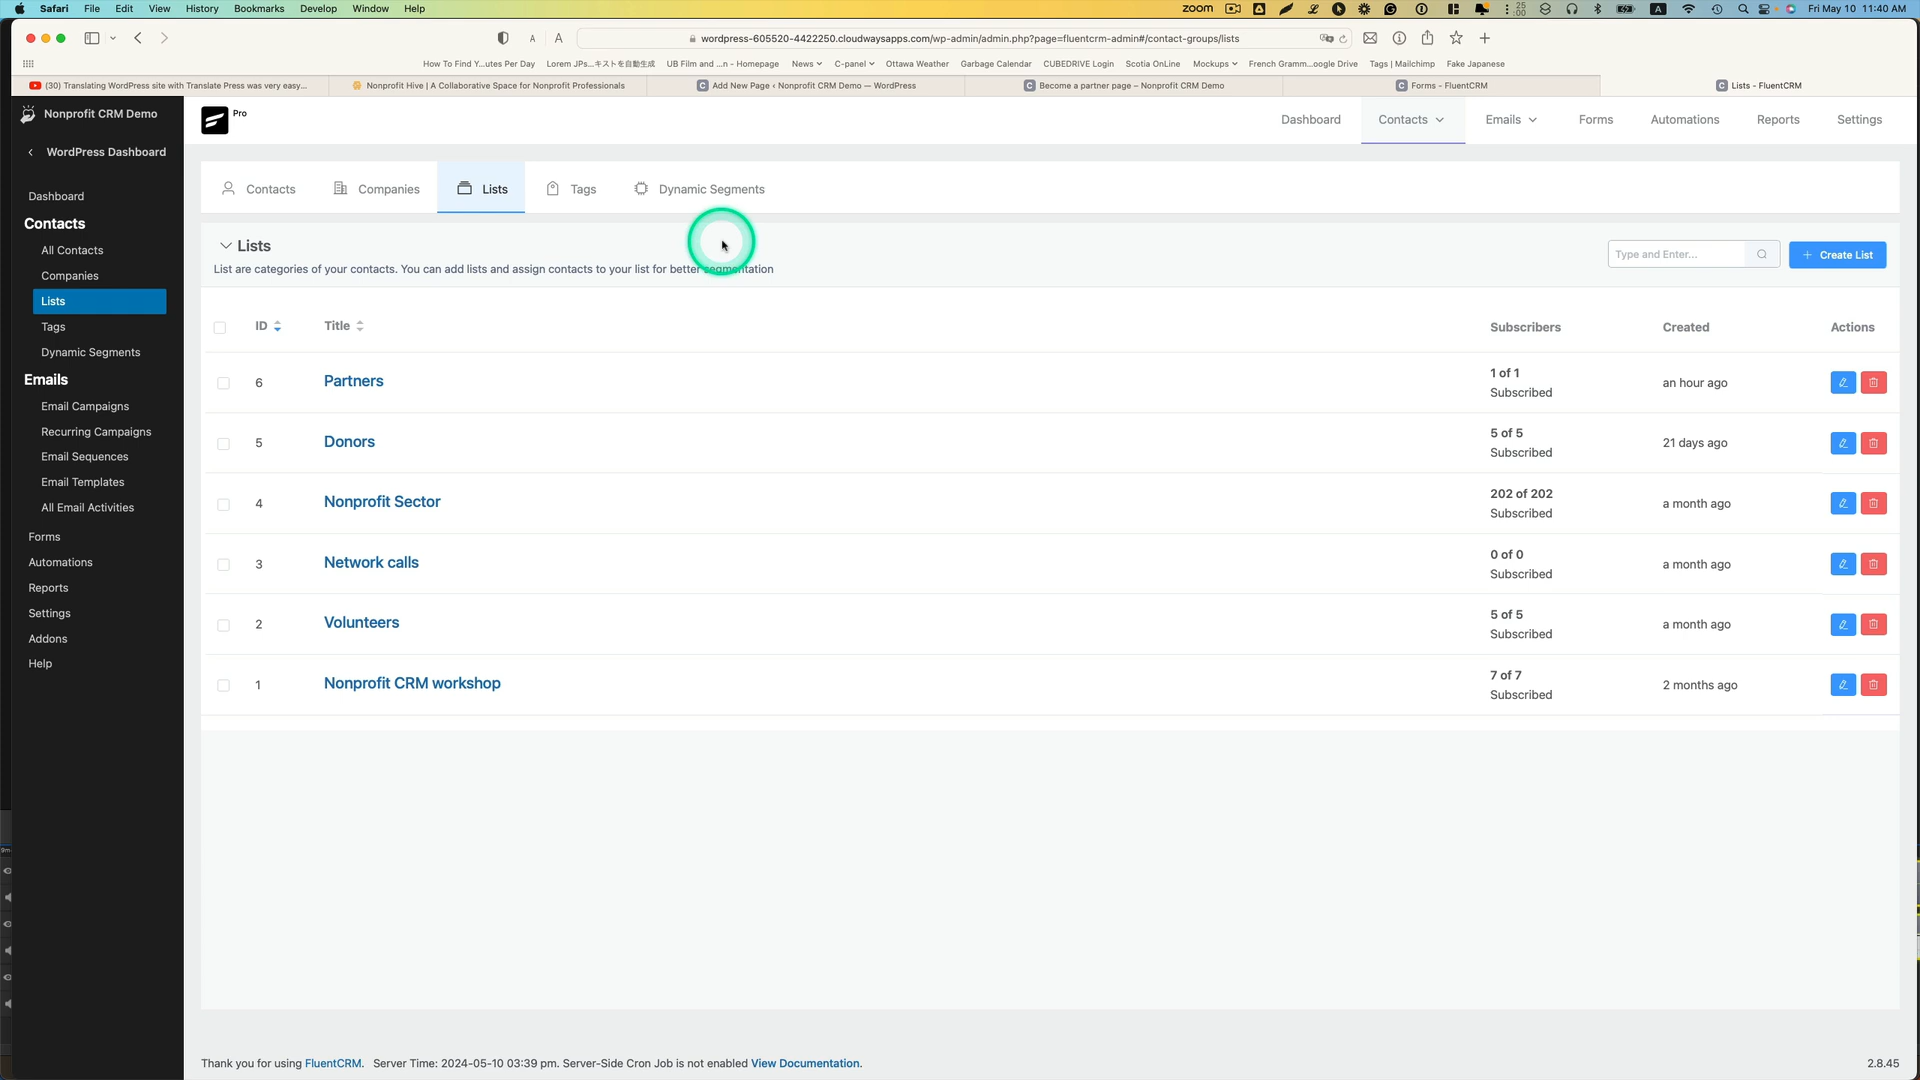 Safari File Edit View History Bookmarks Develop Window Help
zoom 25 :00 A Fri May 10 11:40 AM
A A wordpress-605520-4422250.cloudwaysapps.com/wp-admin/admin.php?page=fluentcrm-admin#/contact-groups/lists
How To Find Y...utes Per Day Lorem JPs...キストを自動生成 UB Film and ...n - Homepage News C-panel Ottawa Weather Garbage Calendar CUBEDRIVE Login Scotia OnLine Mockups French Gramm...oogle Drive Tags | Mailchimp Fake Japanese
(30) Translating WordPress site with Translate Press was very easy... Nonprofit Hive | A Collaborative Space for Nonprofit Professionals Add New Page ‹ Nonprofit CRM Demo — WordPress Become a partner page – Nonprofit CRM Demo Forms - FluentCRM Lists - FluentCRM
Nonprofit CRM Demo
WordPress Dashboard
Dashboard
Contacts
All Contacts
Companies
Lists
Tags
Dynamic Segments
Emails
Email Campaigns
Recurring Campaigns
Email Sequences
Email Templates
All Email Activities
Forms
Automations
Reports
Settings
Addons
Help
Pro
Dashboard Contacts Emails Forms Automations Reports Settings
Contacts Companies Lists Tags Dynamic Segments
Lists
List are categories of your contacts. You can add lists and assign contacts to your list for better segmentation
Type and Enter...
+ Create List
ID Title Subscribers Created Actions
6 Partners 1 of 1 Subscribed an hour ago
5 Donors 5 of 5 Subscribed 21 days ago
4 Nonprofit Sector 202 of 202 Subscribed a month ago
3 Network calls 0 of 0 Subscribed a month ago
2 Volunteers 5 of 5 Subscribed a month ago
1 Nonprofit CRM workshop 7 of 7 Subscribed 2 months ago
Thank you for using FluentCRM. Server Time: 2024-05-10 03:39 pm. Server-Side Cron Job is not enabled View Documentation.
2.8.45